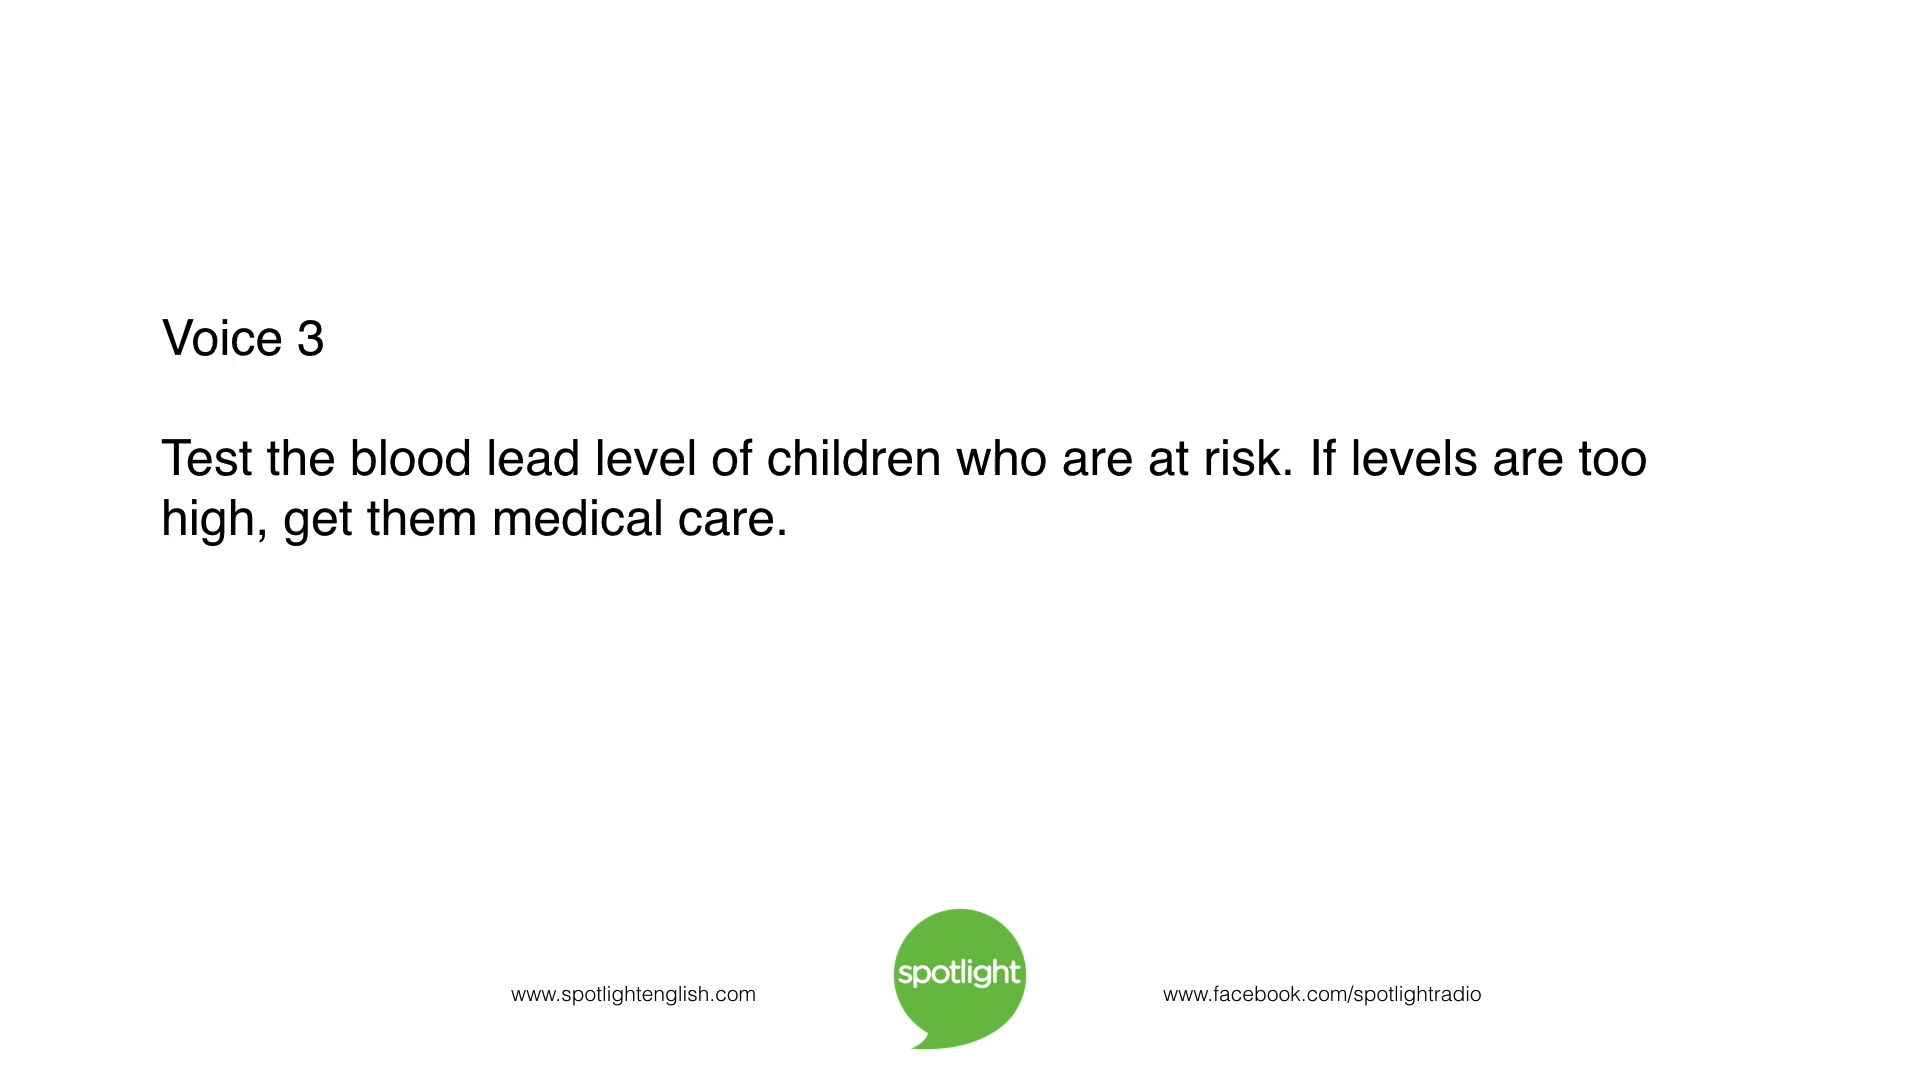 Voice 3
Test the blood lead level of children who are at risk. If levels are too
high, get them medical care.
spotlight
www.spotlightenglish.com
www.facebook.com/spotlightradio